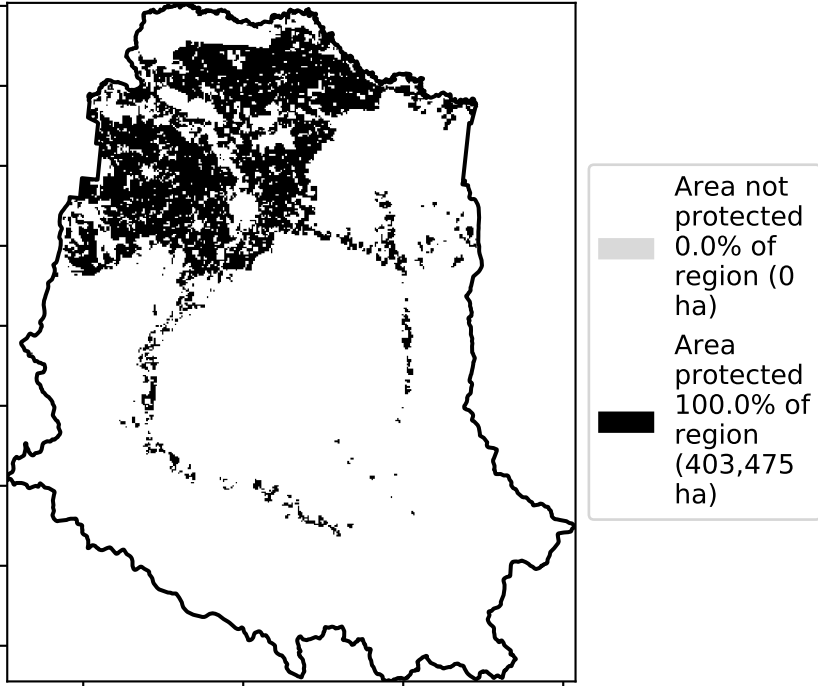 Area not
protected
0.0% of
region (0
ha)
Area
protected
100.0% of
region
(403,475
ha)